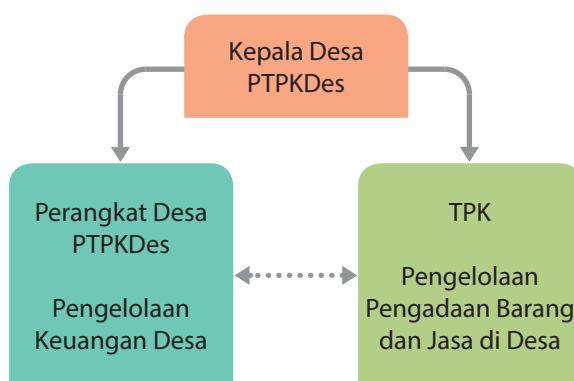 Kepala Desa
PTPKDes
Perangkat Desa
PTPKDes
Pengelolaan
Keuangan Desa
TPK
Pengelolaan
Pengadaan Barang
dan Jasa di Desa